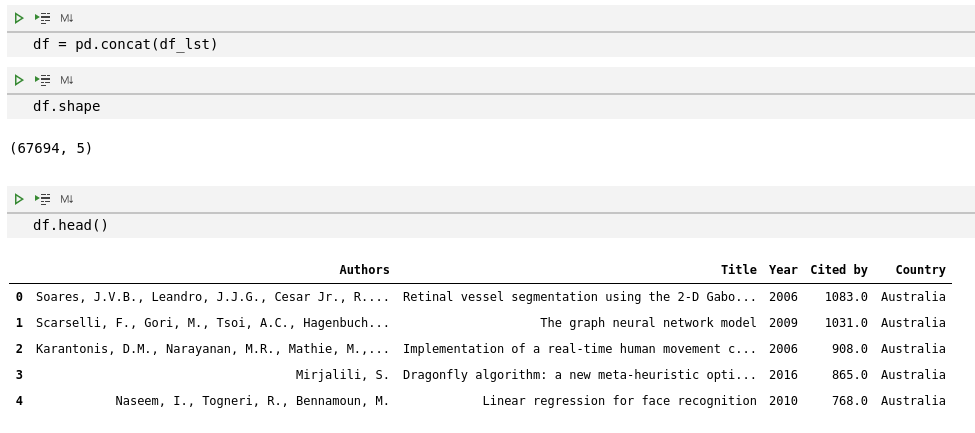 M↓
df = pd.concat(df_lst)
M↓
df.shape
(67694, 5)
M↓
df.head()
Authors Title Year Cited by Country
0 Soares, J.V.B., Leandro, J.J.G., Cesar Jr., R.... Retinal vessel segmentation using the 2-D Gabo... 2006 1083.0 Australia
1 Scarselli, F., Gori, M., Tsoi, A.C., Hagenbuch... The graph neural network model 2009 1031.0 Australia
2 Karantonis, D.M., Narayanan, M.R., Mathie, M.,... Implementation of a real-time human movement c... 2006 908.0 Australia
3 Mirjalili, S. Dragonfly algorithm: a new meta-heuristic opti... 2016 865.0 Australia
4 Naseem, I., Togneri, R., Bennamoun, M. Linear regression for face recognition 2010 768.0 Australia